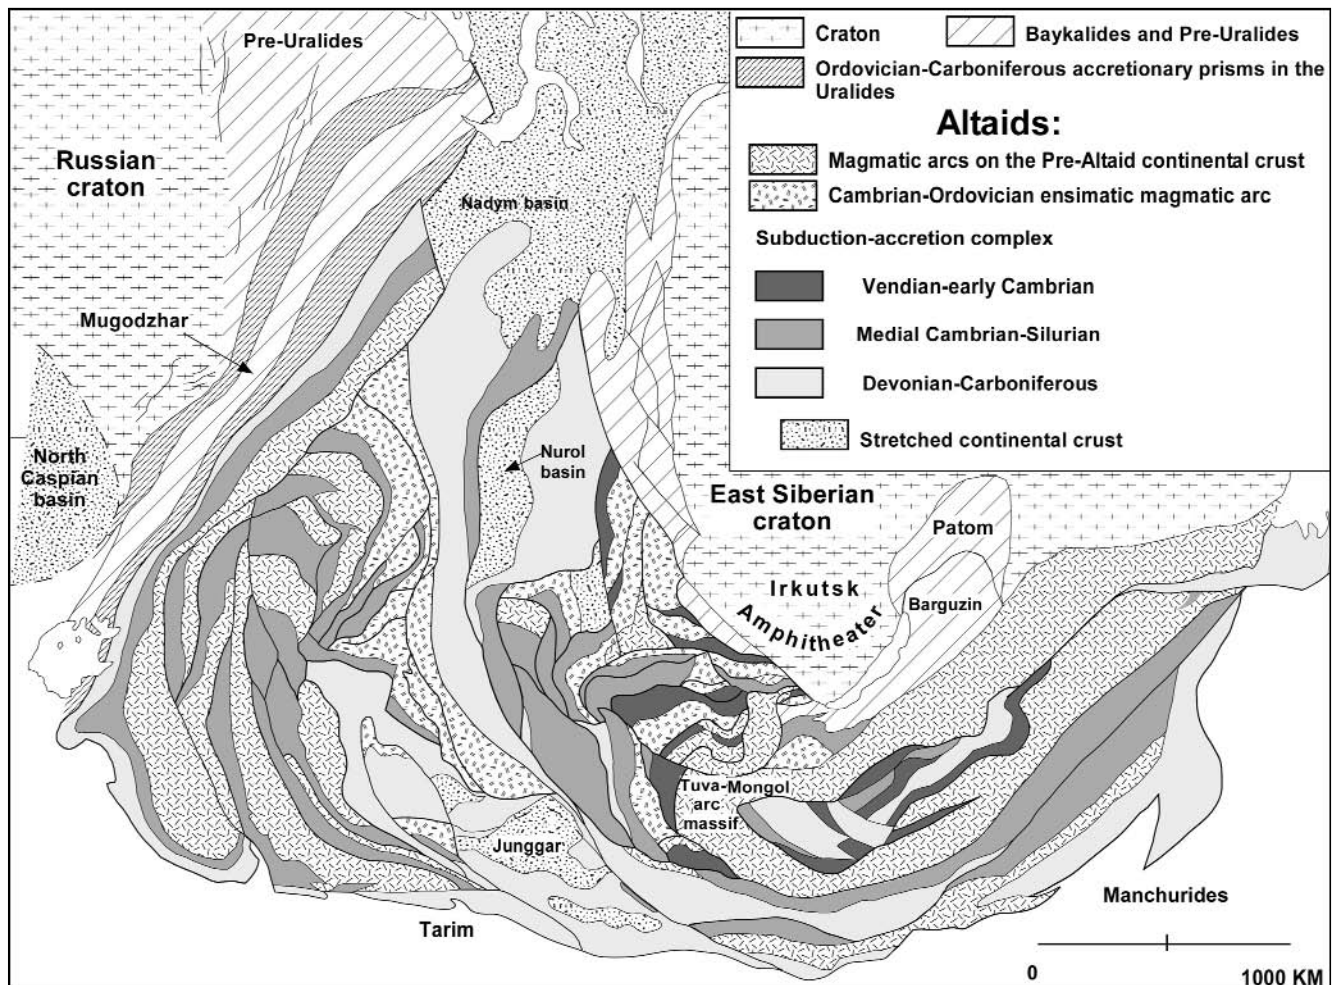 Pre-Uralides
Craton
Baykalides and Pre-Uralides
Ordovician-Carboniferous accretionary prisms in the
Uralides
Altaids:
Magmatic arcs on the Pre-Altaid continental crust
Cambrian-Ordovician ensimatic magmatic arc
Subduction-accretion complex
Vendian-early Cambrian
Medial Cambrian-Silurian
Devonian-Carboniferous
Stretched continental crust
Russian
craton
Nadym basin
Mugodzhar
North
Caspian
basin
Nurol
basin
East Siberian
craton
Patom
Irkutsk
Amphitheater
Barguzin
Tuva-Mongol
arc
massif
Junggar
Tarim
Manchurides
0
1000 KM